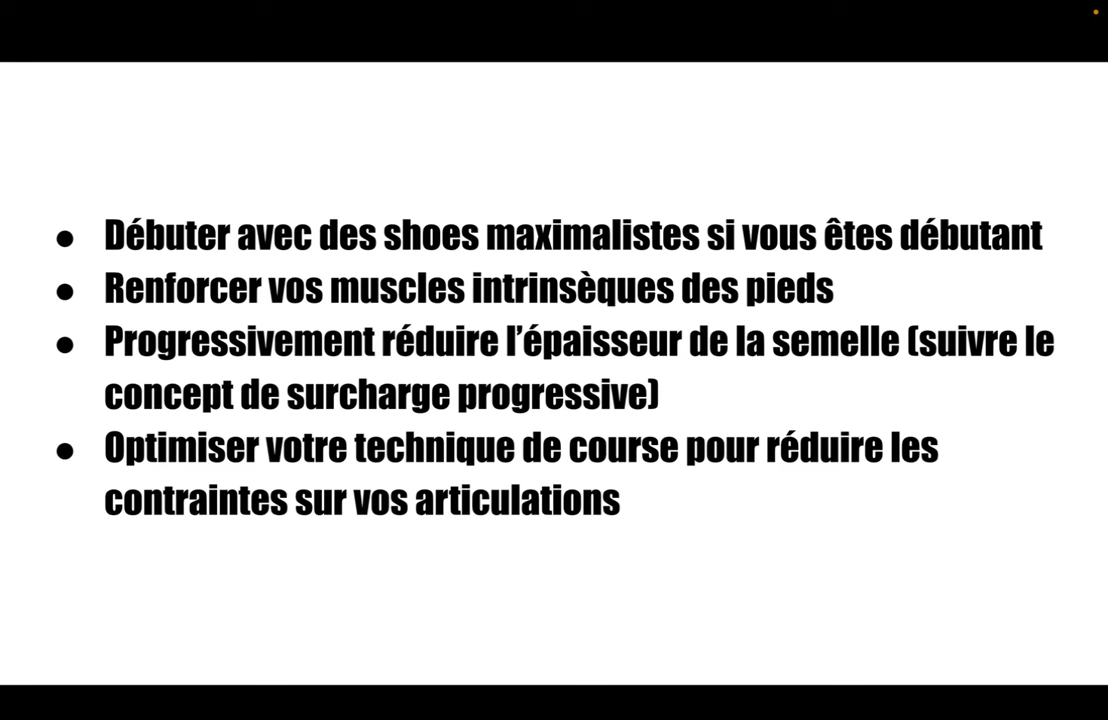 ● Débuter avec des shoes maximalistes si vous êtes débutant
● Renforcer vos muscles intrinsèques des pieds
● Progressivement réduire l’épaisseur de la semelle (suivre le
concept de surcharge progressive)
● Optimiser votre technique de course pour réduire les
contraintes sur vos articulations